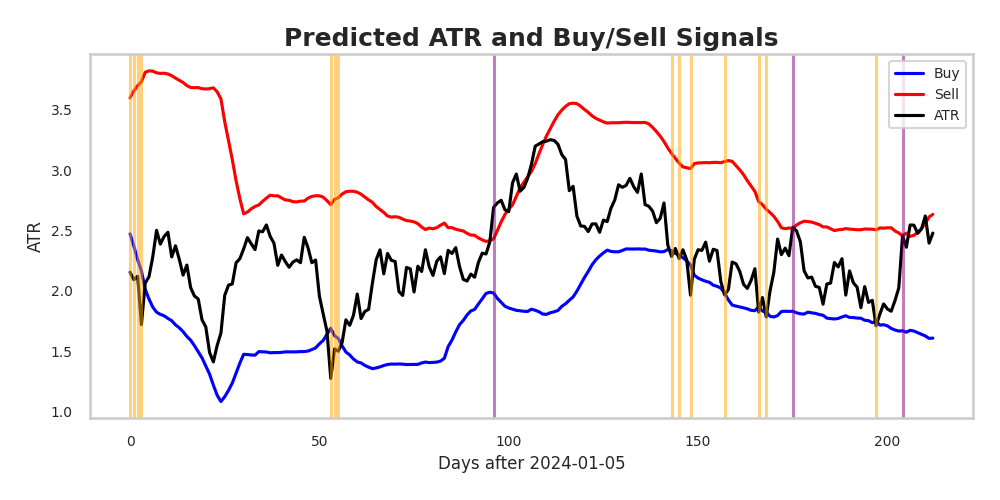 Predicted ATR and Buy/Sell Signals
Buy
Sell
ATR
3.5
3.0
2.5
2.0
1.5
1.0
ATR
0
50
100
150
200
Days after 2024-01-05